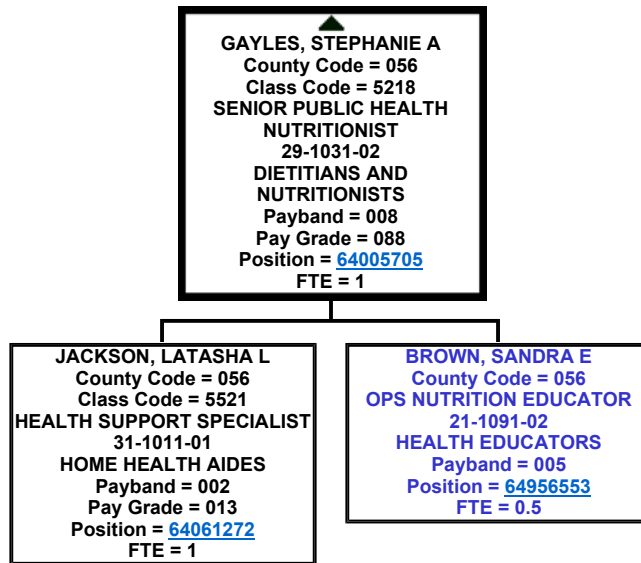 GAYLES, STEPHANIE A
County Code = 056
Class Code = 5218
SENIOR PUBLIC HEALTH
NUTRITIONIST
29-1031-02
DIETITIANS AND
NUTRITIONISTS
Payband = 008
Pay Grade = 088
Position = 64005705
FTE = 1
JACKSON, LATASHA L
County Code = 056
Class Code = 5521
HEALTH SUPPORT SPECIALIST
31-1011-01
HOME HEALTH AIDES
Payband = 002
Pay Grade = 013
Position = 64061272
FTE = 1
BROWN, SANDRA E
County Code = 056
OPS NUTRITION EDUCATOR
21-1091-02
HEALTH EDUCATORS
Payband = 005
Position = 64956553
FTE = 0.5